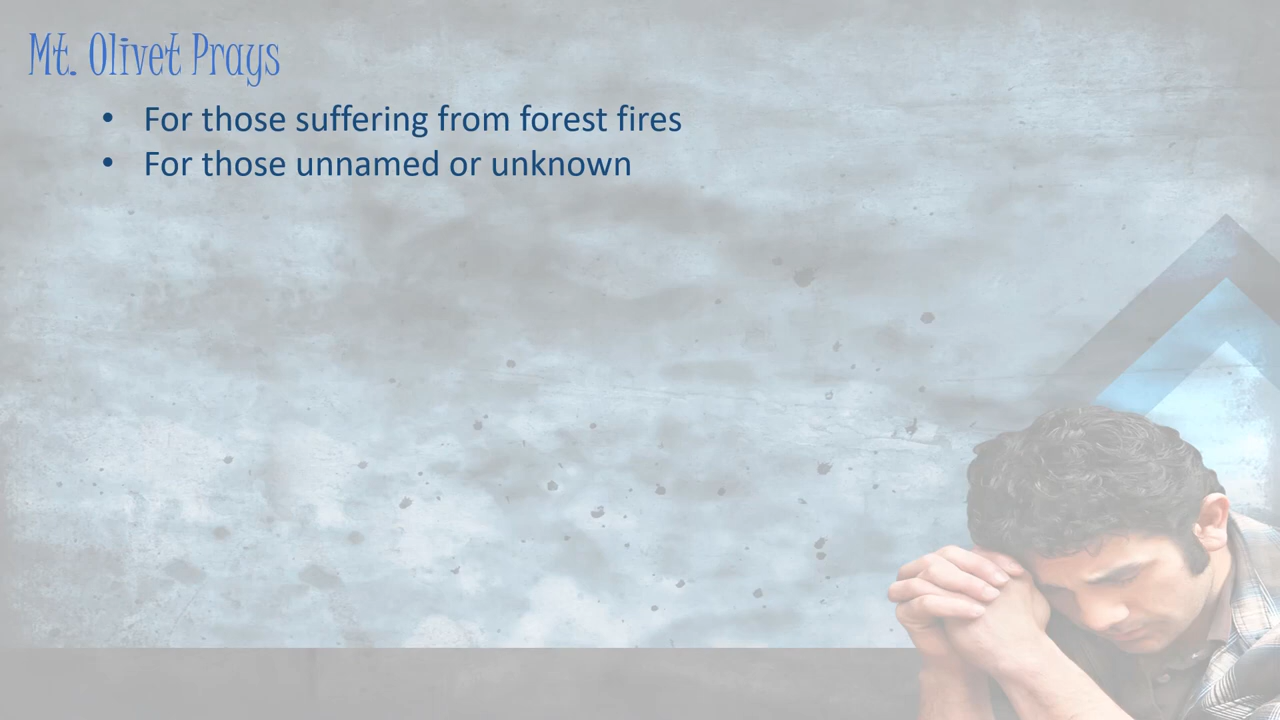 Mt. Olivet Prays
• For those suffering from forest fires
• For those unnamed or unknown